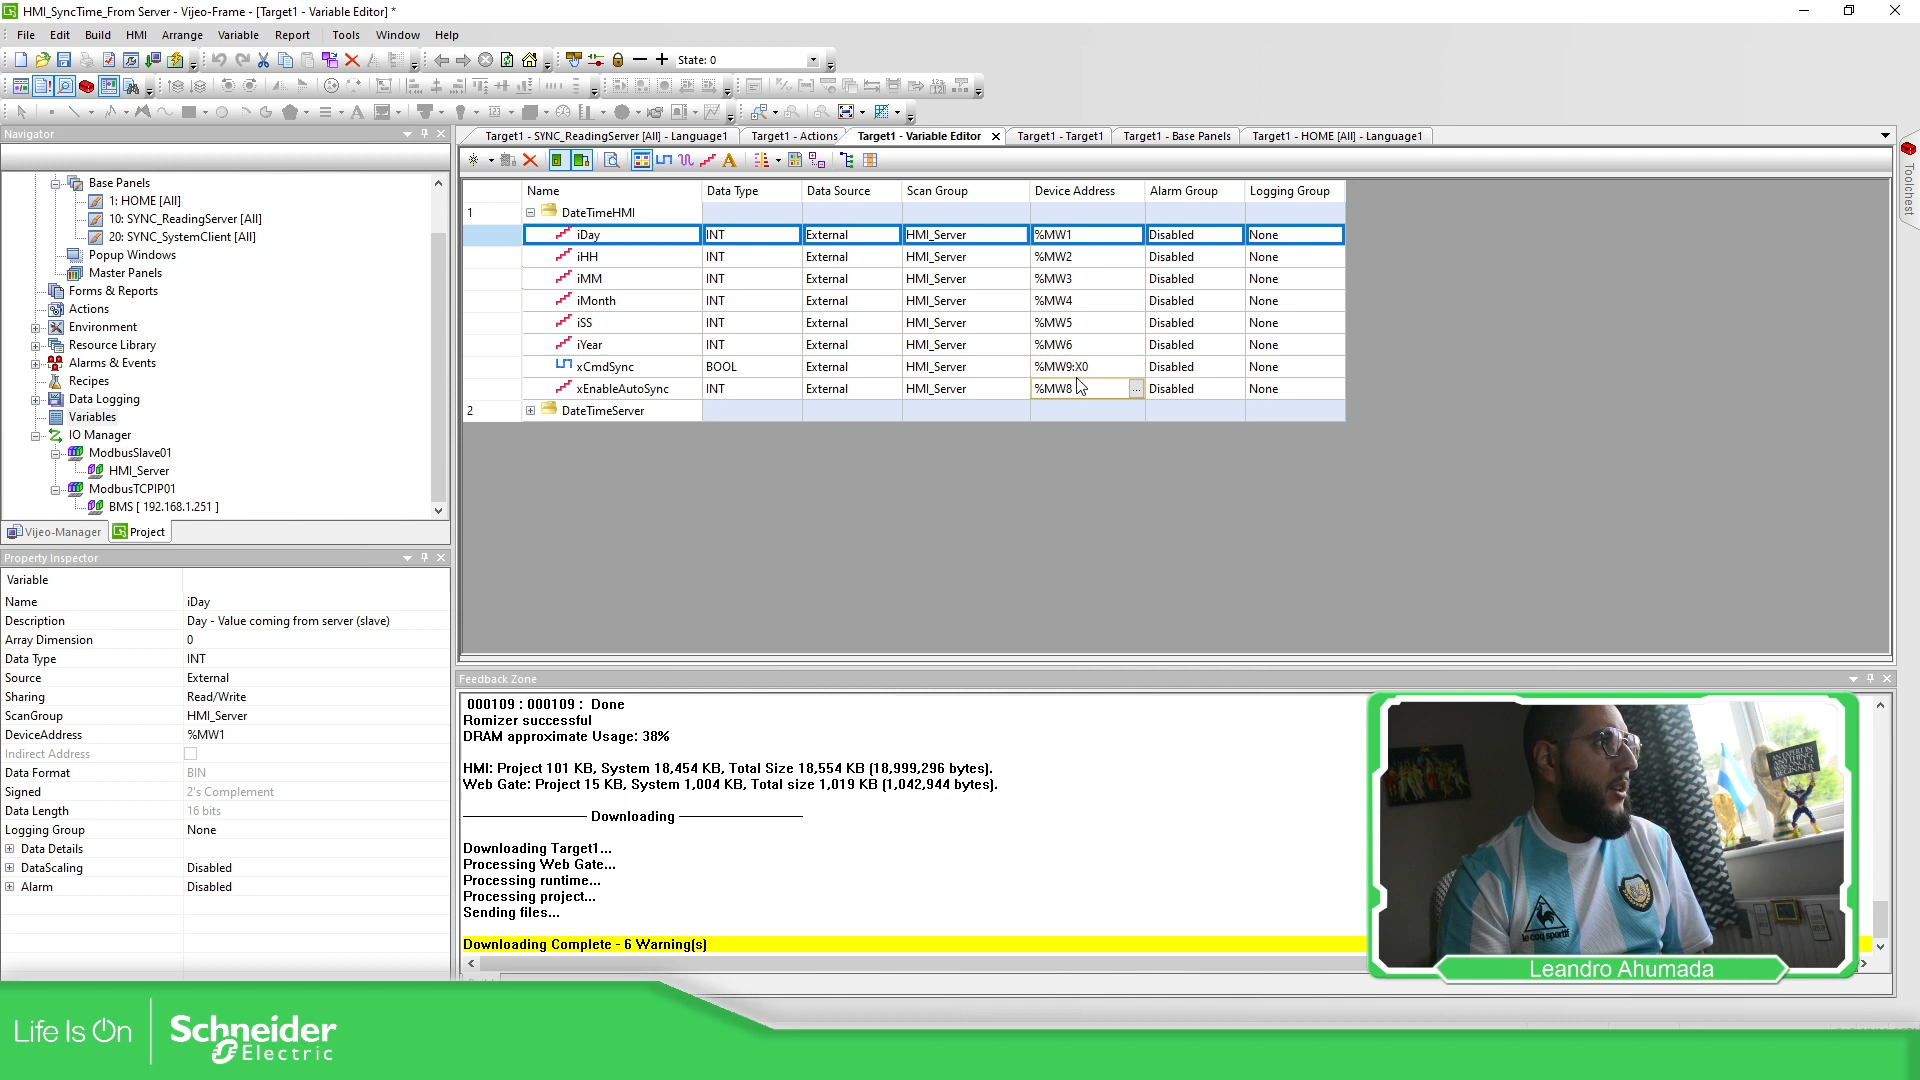 HMI_SyncTime_From Server - Vijeo-Frame - [Target1 - Variable Editor] *
File Edit Build HMI Arrange Variable Report Tools Window Help
State: 0
Navigator
Base Panels
1: HOME [All]
10: SYNC_ReadingServer [All]
20: SYNC_SystemClient [All]
Popup Windows
Master Panels
Forms & Reports
Actions
Environment
Resource Library
Alarms & Events
Recipes
Data Logging
Variables
IO Manager
ModbusSlave01
HMI_Server
ModbusTCPIP01
BMS [ 192.168.1.251 ]
Vijeo-Manager Project
Property Inspector
Variable
Name iDay
Description Day - Value coming from server (slave)
Array Dimension 0
Data Type INT
Source External
Sharing Read/Write
ScanGroup HMI_Server
DeviceAddress %MW1
Indirect Address
Data Format BIN
Signed 2's Complement
Data Length 16 bits
Logging Group None
Data Details
DataScaling Disabled
Alarm Disabled
Target1 - SYNC_ReadingServer [All] - Language1 Target1 - Actions Target1 - Variable Editor Target1 - Target1 Target1 - Base Panels Target1 - HOME [All] - Language1
Toolchest
Name Data Type Data Source Scan Group Device Address Alarm Group Logging Group
1 DateTimeHMI
iDay INT External HMI_Server %MW1 Disabled None
iHH INT External HMI_Server %MW2 Disabled None
iMM INT External HMI_Server %MW3 Disabled None
iMonth INT External HMI_Server %MW4 Disabled None
iSS INT External HMI_Server %MW5 Disabled None
iYear INT External HMI_Server %MW6 Disabled None
xCmdSync BOOL External HMI_Server %MW9:X0 Disabled None
xEnableAutoSync INT External HMI_Server %MW8 ... Disabled None
2 DateTimeServer
Feedback Zone
000109 : 000109 : Done
Romizer successful
DRAM approximate Usage: 38%
HMI: Project 101 KB, System 18,454 KB, Total Size 18,554 KB (18,999,296 bytes).
Web Gate: Project 15 KB, System 1,004 KB, Total size 1,019 KB (1,042,944 bytes).
Downloading
Downloading Target1...
Processing Web Gate...
Processing runtime...
Processing project...
Sending files...
Downloading Complete - 6 Warning(s)
AN EXPERT IN ANYTHING WAS ONCE A BEGINNER
le coq sportif
Leandro Ahumada
Life Is On Schneider Electric